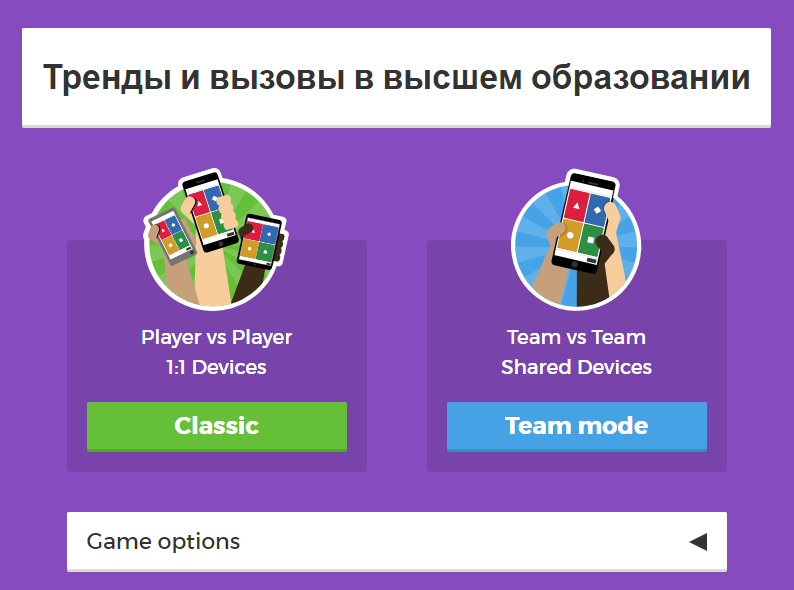 Тренды и вызовы в высшем образовании
Player vs Player
1:1 Devices
Classic
Team vs Team
Shared Devices
Team mode
Game options